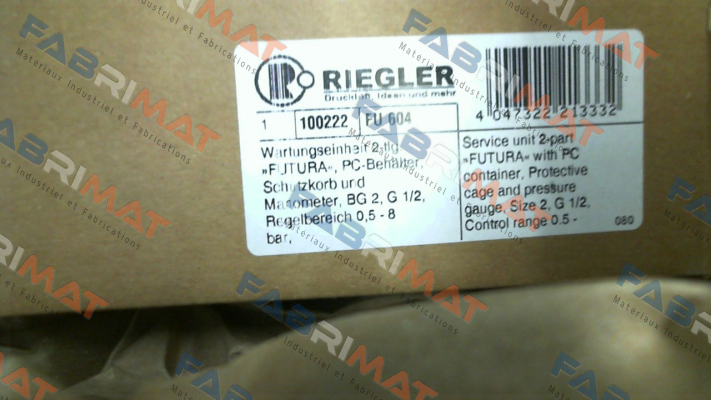 RIEGLER
Druckluft, Ideen und mehr
1 100222 FU 604
Wartungseinheit 2-tlg
»FUTURA«, PC-Behälter,
Schutzkorb und
Manometer, BG 2, G 1/2,
Regelbereich 0,5 - 8
bar,
4 047322 213332
Service unit 2-part
»FUTURA« with PC
container, Protective
cage and pressure
gauge, Size 2, G 1/2,
Control range 0.5 -
080
FABRIMAT
Materiaux Industriel et Fabrications